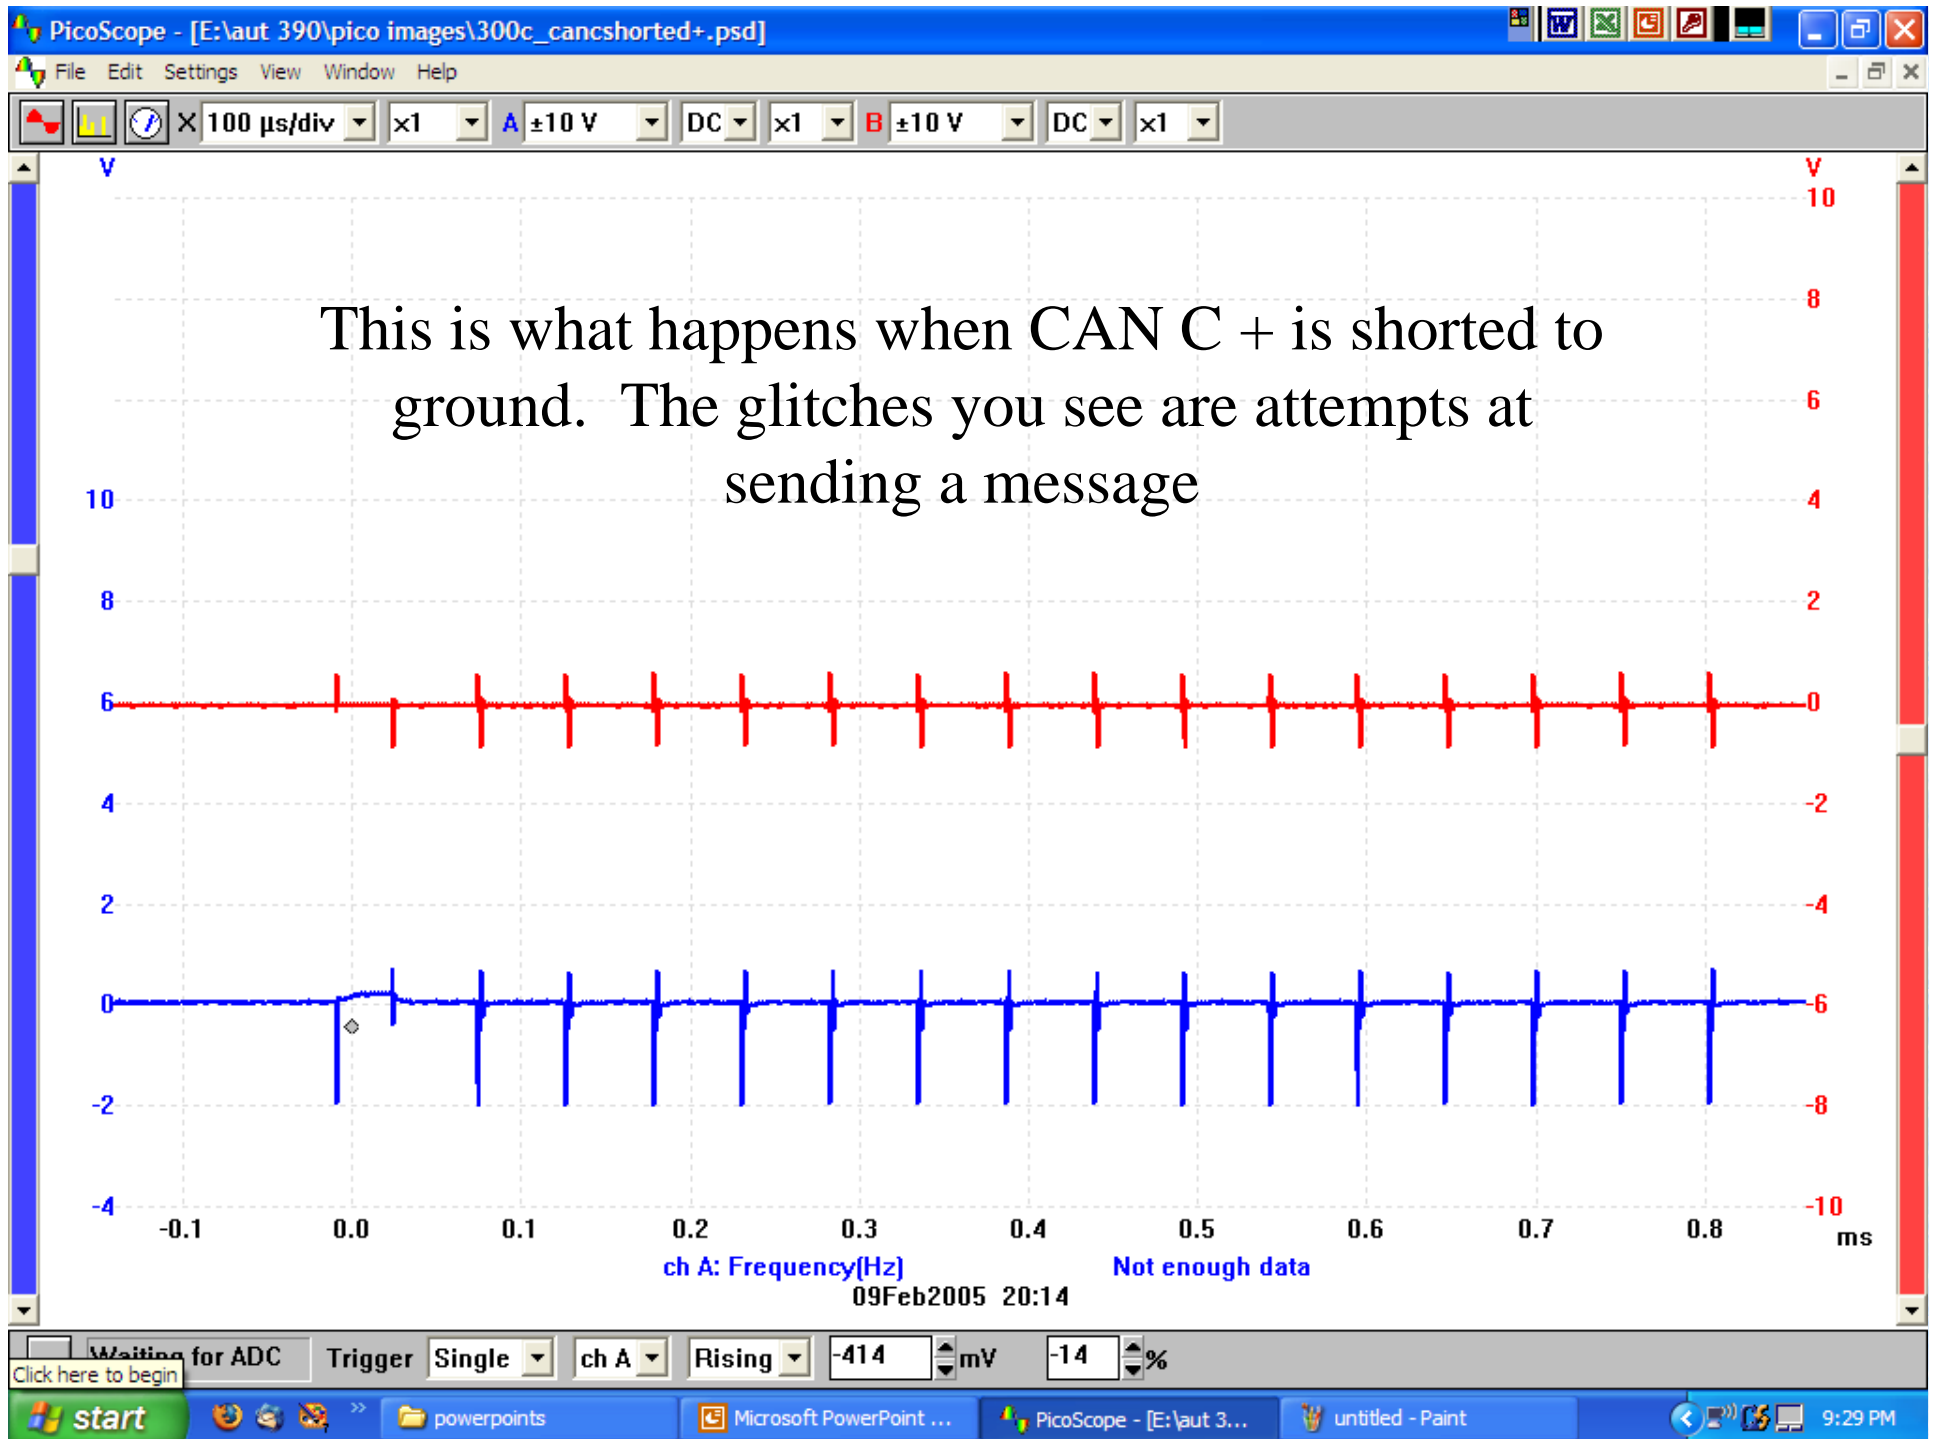 PicoScope - [E:\aut 390\pico images\300c_cancshorted+.psd]
File Edit Settings View Window Help
X 100 µs/div x1 A ±10 V DC x1 B ±10 V DC x1
V V
10
8
This is what happens when CAN C + is shorted to
ground. The glitches you see are attempts at
6
sending a message
10 4
8 2
6 0
4 -2
2 -4
0 -6
-2 -8
-4 -10
-0.1 0.0 0.1 0.2 0.3 0.4 0.5 0.6 0.7 0.8 ms
ch A: Frequency(Hz) Not enough data
09Feb2005 20:14
Waiting for ADC Trigger Single ch A Rising -414 mV -14 %
Click here to begin
start » powerpoints Microsoft PowerPoint ... PicoScope - [E:\aut 3... untitled - Paint 9:29 PM